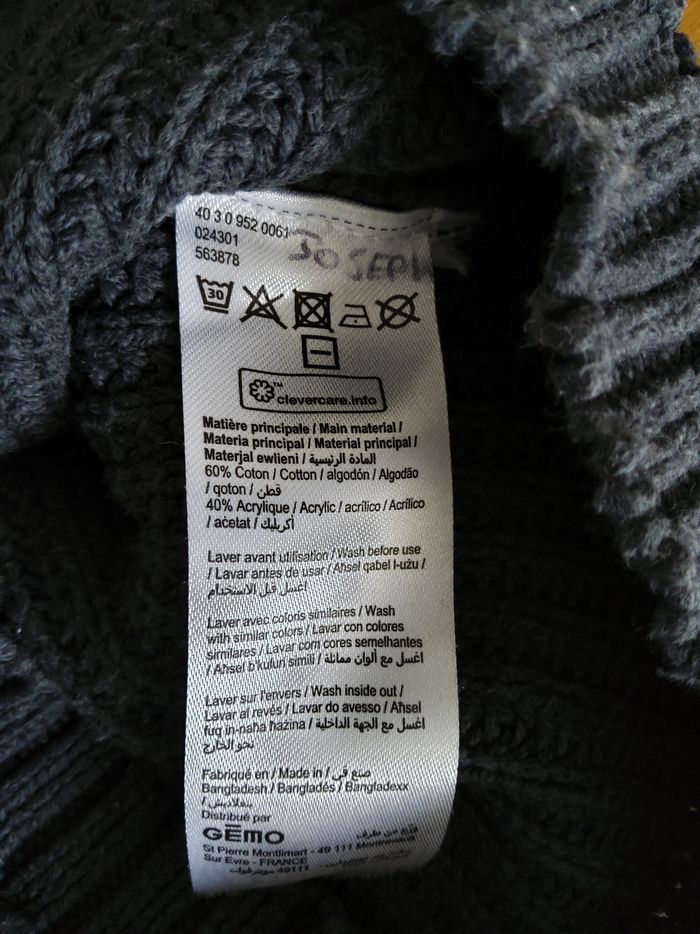 40 3 0 952 0061
024301
563878
JOSEPH
30
clevercare.info
Matière principale / Main material /
Materia principal / Material principal /
Materjal ewlieni / المادة الرئيسية
60% Coton / Cotton / algodón / Algodão
/ qoton / قطن
40% Acrylique / Acrylic / acrílico / Acrílico
/ aċetat / أكريليك
Laver avant utilisation / Wash before use
/ Lavar antes de usar / Aħsel qabel l-użu /
اغسل قبل الاستخدام
Laver avec coloris similaires / Wash
with similar colors / Lavar con colores
similares / Lavar com cores semelhantes
/ Aħsel b'kuluri simili / اغسل مع ألوان مماثلة
Laver sur l'envers / Wash inside out /
Lavar al revés / Lavar do avesso / Aħsel
fuq in-naħa ħażina / اغسل مع الجهة الداخلية
نحو الخارج
Fabriqué en / Made in / صنع في
Bangladesh / Bangladés / Bangladexx
/ بنغلاديش
Distribué par
GĒMO
St Pierre Montlimart - 49 111 Montrevault
Sur Evre - FRANCE